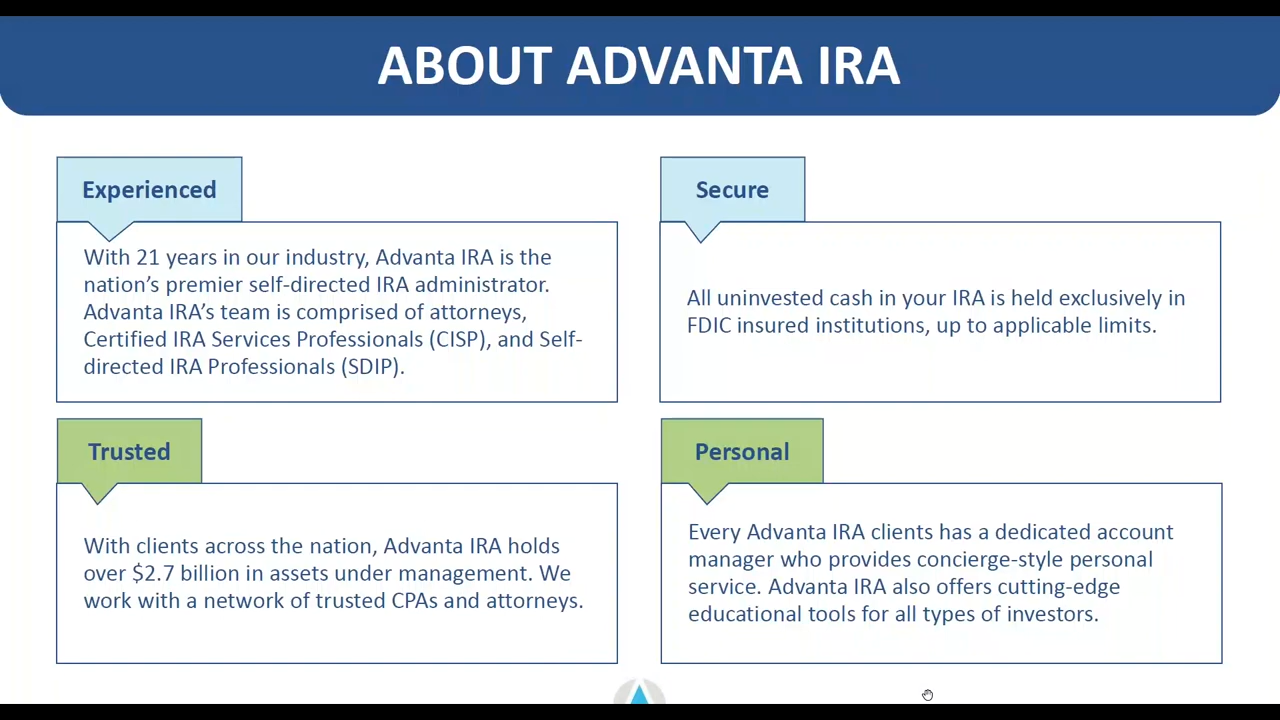 ABOUT ADVANTA IRA
Experienced
With 21 years in our industry, Advanta IRA is the
nation’s premier self-directed IRA administrator.
Advanta IRA’s team is comprised of attorneys,
Certified IRA Services Professionals (CISP), and Self-
directed IRA Professionals (SDIP).
Secure
All uninvested cash in your IRA is held exclusively in
FDIC insured institutions, up to applicable limits.
Trusted
With clients across the nation, Advanta IRA holds
over $2.7 billion in assets under management. We
work with a network of trusted CPAs and attorneys.
Personal
Every Advanta IRA clients has a dedicated account
manager who provides concierge-style personal
service. Advanta IRA also offers cutting-edge
educational tools for all types of investors.